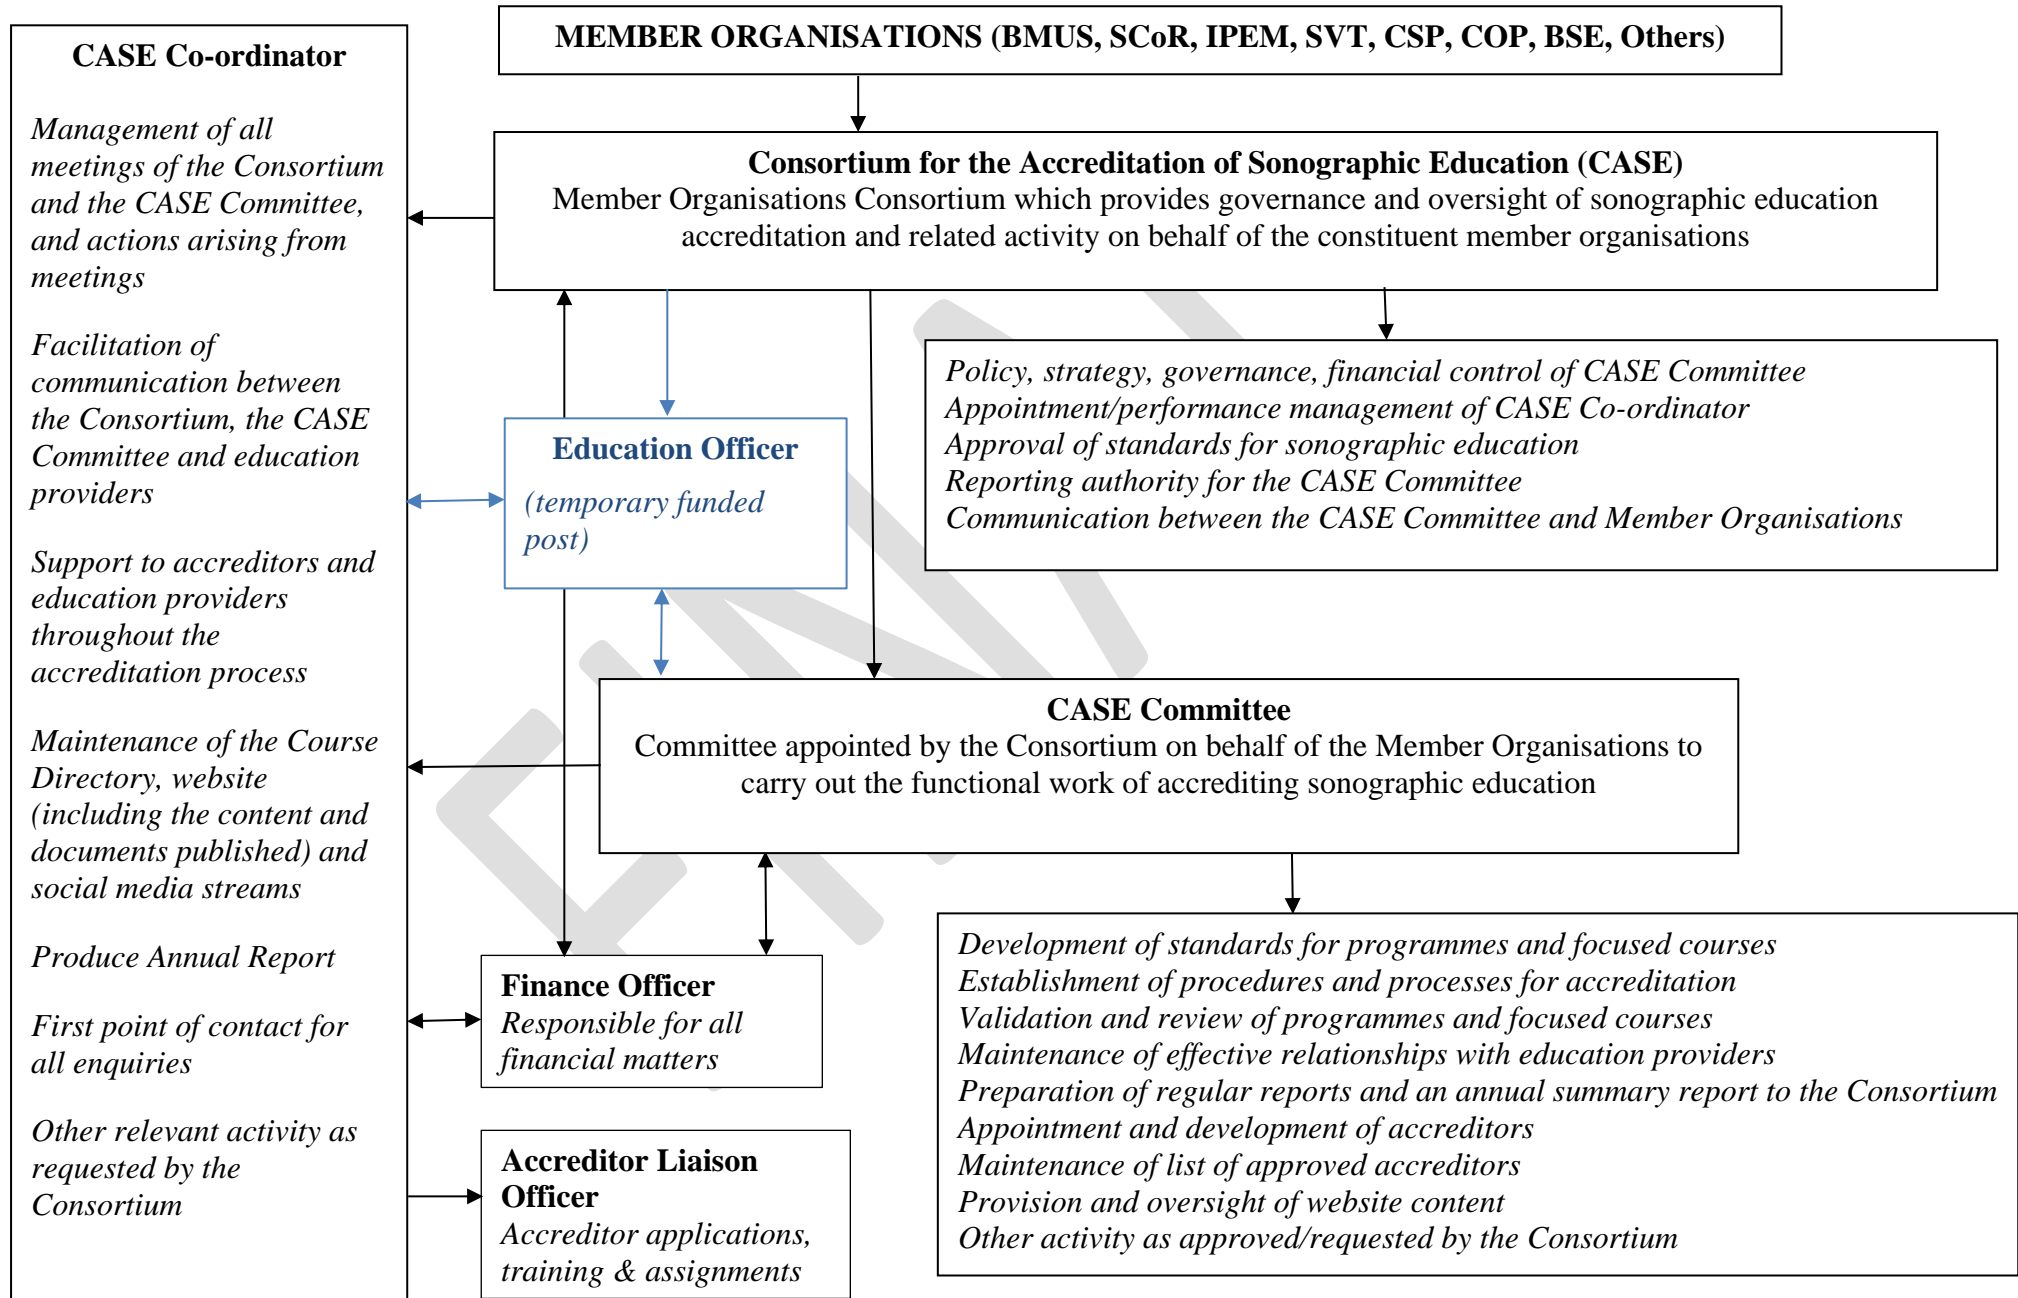 CASE Co-ordinator
Management of all
meetings of the Consortium
and the CASE Committee,
and actions arising from
meetings
Facilitation of
communication between
the Consortium, the CASE
Committee and education
providers
Support to accreditors and
education providers
throughout the
accreditation process
Maintenance of the Course
Directory, website
(including the content and
documents published) and
social media streams
Produce Annual Report
First point of contact for
all enquiries
Other relevant activity as
requested by the
Consortium
MEMBER ORGANISATIONS (BMUS, SCoR, IPEM, SVT, CSP, COP, BSE, Others)
Consortium for the Accreditation of Sonographic Education (CASE)
Member Organisations Consortium which provides governance and oversight of sonographic education
accreditation and related activity on behalf of the constituent member organisations
Policy, strategy, governance, financial control of CASE Committee
Appointment/performance management of CASE Co-ordinator
Approval of standards for sonographic education
Reporting authority for the CASE Committee
Communication between the CASE Committee and Member Organisations
Education Officer
(temporary funded
post)
CASE Committee
Committee appointed by the Consortium on behalf of the Member Organisations to
carry out the functional work of accrediting sonographic education
Finance Officer
Responsible for all
financial matters
Accreditor Liaison
Officer
Accreditor applications,
training & assignments
Development of standards for programmes and focused courses
Establishment of procedures and processes for accreditation
Validation and review of programmes and focused courses
Maintenance of effective relationships with education providers
Preparation of regular reports and an annual summary report to the Consortium
Appointment and development of accreditors
Maintenance of list of approved accreditors
Provision and oversight of website content
Other activity as approved/requested by the Consortium